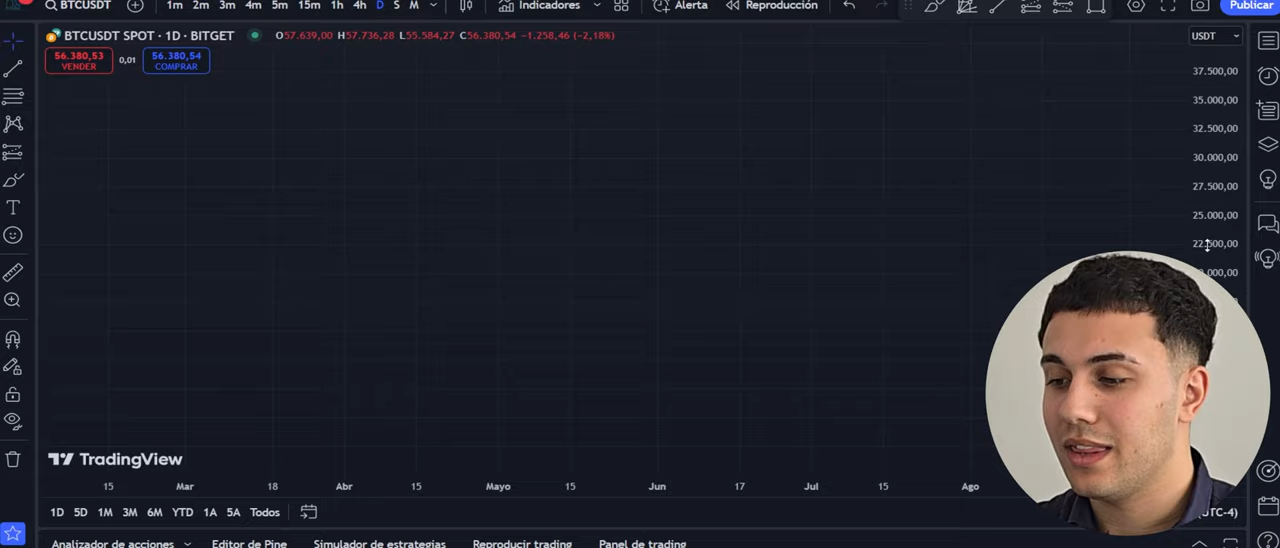 BTCUSDT 1m 2m 3m 4m 5m 15m 1h 4h D S M Indicadores Alerta Reproducción Publicar
BTCUSDT SPOT · 1D · BITGET O57.639,00 H57.736,28 L55.584,27 C56.380,54 −1.258,46 (−2,18%) USDT
56.380,53 0,01 56.380,54
VENDER COMPRAR
37.500,00
35.000,00
32.500,00
30.000,00
27.500,00
25.000,00
TradingView
15 Mar 18 Abr 15 Mayo 15 Jun 17 Jul 15 Ago
1D 5D 1M 3M 6M YTD 1A 5A Todos (UTC-4)
Analizador de acciones Editor de Pine Simulador de estrategias Reproducir trading Panel de trading